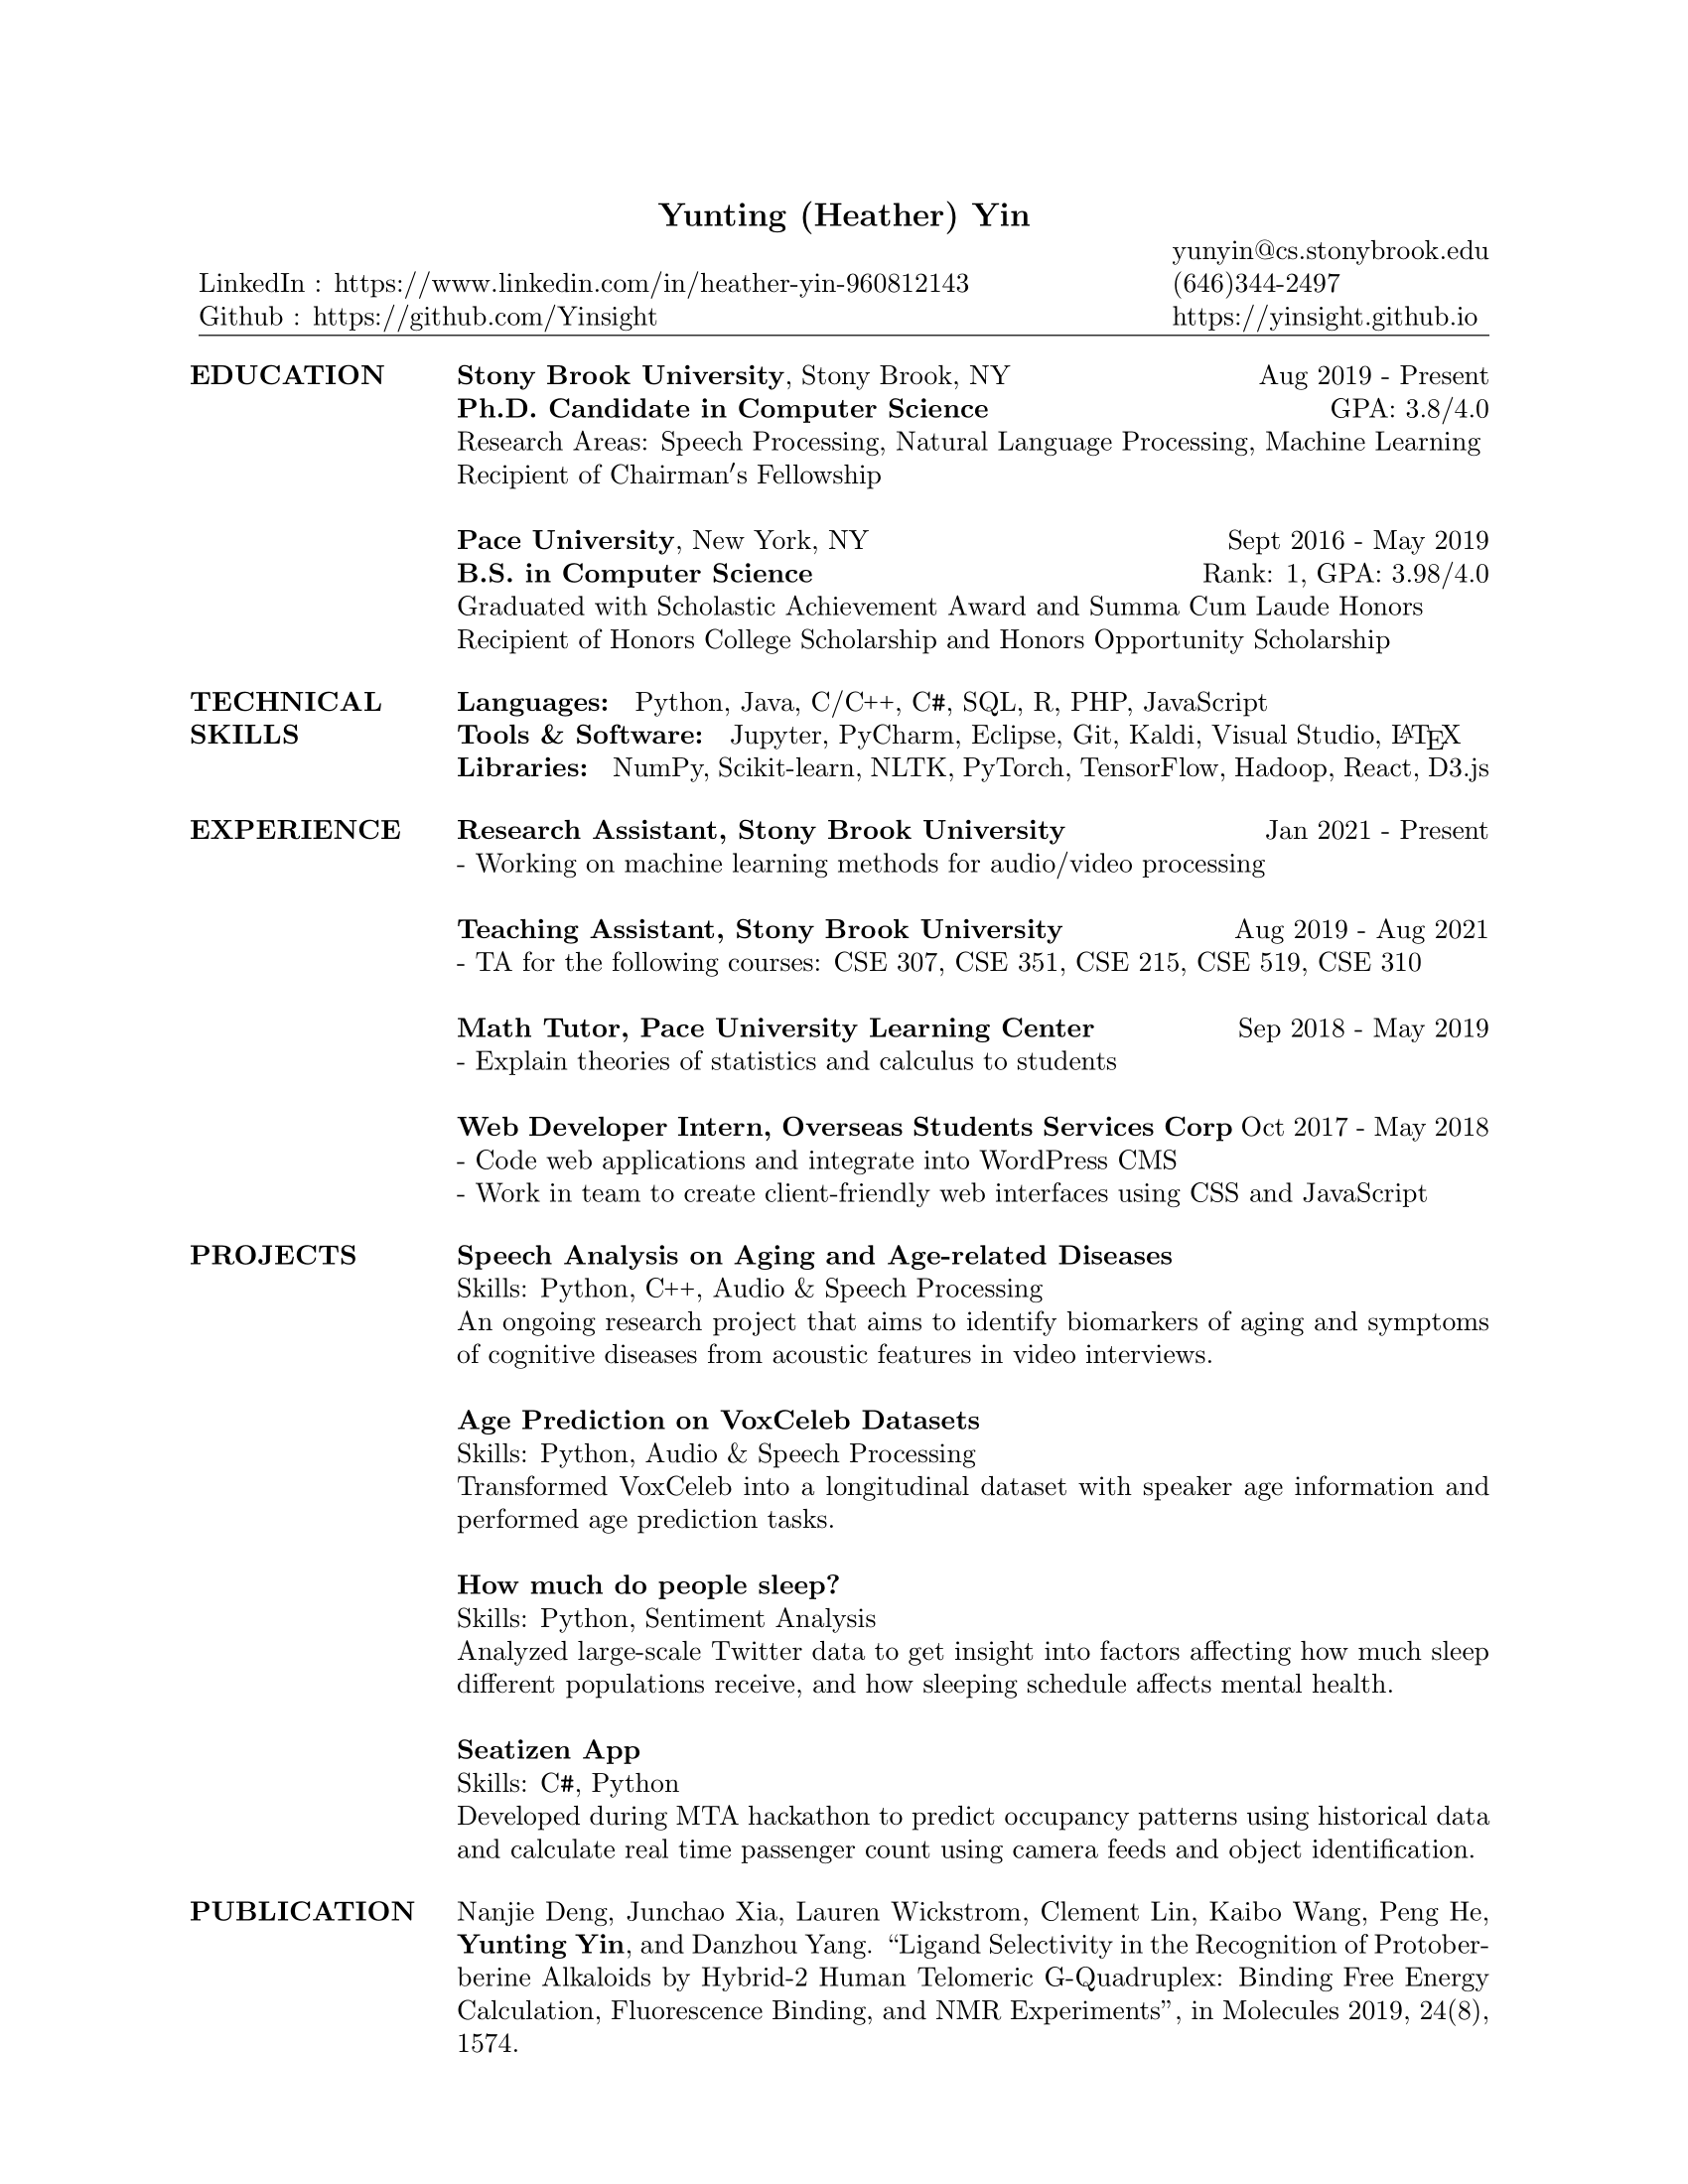 Yunting (Heather) Yin
yunyin@cs.stonybrook.edu
LinkedIn : https://www.linkedin.com/in/heather-yin-960812143 (646)344-2497
Github : https://github.com/Yinsight https://yinsight.github.io
EDUCATION Stony Brook University, Stony Brook, NY Aug 2019 - Present
Ph.D. Candidate in Computer Science GPA: 3.8/4.0
Research Areas: Speech Processing, Natural Language Processing, Machine Learning
Recipient of Chairman's Fellowship
Pace University, New York, NY Sept 2016 - May 2019
B.S. in Computer Science Rank: 1, GPA: 3.98/4.0
Graduated with Scholastic Achievement Award and Summa Cum Laude Honors
Recipient of Honors College Scholarship and Honors Opportunity Scholarship
TECHNICAL Languages: Python, Java, C/C++, C#, SQL, R, PHP, JavaScript
SKILLS Tools & Software: Jupyter, PyCharm, Eclipse, Git, Kaldi, Visual Studio, LATEX
Libraries: NumPy, Scikit-learn, NLTK, PyTorch, TensorFlow, Hadoop, React, D3.js
EXPERIENCE Research Assistant, Stony Brook University Jan 2021 - Present
- Working on machine learning methods for audio/video processing
Teaching Assistant, Stony Brook University Aug 2019 - Aug 2021
- TA for the following courses: CSE 307, CSE 351, CSE 215, CSE 519, CSE 310
Math Tutor, Pace University Learning Center Sep 2018 - May 2019
- Explain theories of statistics and calculus to students
Web Developer Intern, Overseas Students Services Corp Oct 2017 - May 2018
- Code web applications and integrate into WordPress CMS
- Work in team to create client-friendly web interfaces using CSS and JavaScript
PROJECTS Speech Analysis on Aging and Age-related Diseases
Skills: Python, C++, Audio & Speech Processing
An ongoing research project that aims to identify biomarkers of aging and symptoms
of cognitive diseases from acoustic features in video interviews.
Age Prediction on VoxCeleb Datasets
Skills: Python, Audio & Speech Processing
Transformed VoxCeleb into a longitudinal dataset with speaker age information and
performed age prediction tasks.
How much do people sleep?
Skills: Python, Sentiment Analysis
Analyzed large-scale Twitter data to get insight into factors affecting how much sleep
different populations receive, and how sleeping schedule affects mental health.
Seatizen App
Skills: C#, Python
Developed during MTA hackathon to predict occupancy patterns using historical data
and calculate real time passenger count using camera feeds and object identification.
PUBLICATION Nanjie Deng, Junchao Xia, Lauren Wickstrom, Clement Lin, Kaibo Wang, Peng He,
Yunting Yin, and Danzhou Yang. “Ligand Selectivity in the Recognition of Protober-
berine Alkaloids by Hybrid-2 Human Telomeric G-Quadruplex: Binding Free Energy
Calculation, Fluorescence Binding, and NMR Experiments”, in Molecules 2019, 24(8),
1574.